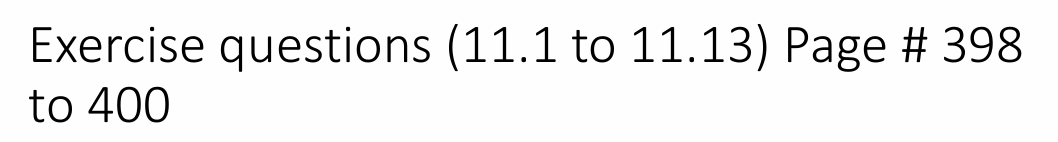 Exercise questions (11.1 to 11.13) Page # 398
to 400